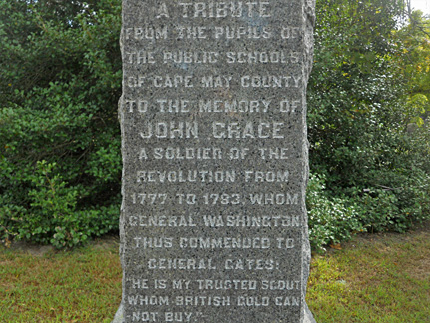 A TRIBUTE
FROM THE PUPILS OF
THE PUBLIC SCHOOLS
OF CAPE MAY COUNTY
TO THE MEMORY OF
JOHN GRACE
A SOLDIER OF THE
REVOLUTION FROM
1777 TO 1783, WHOM
GENERAL WASHINGTON
THUS COMMENDED TO
GENERAL GATES:
"HE IS MY TRUSTED SCOUT
WHOM BRITISH GOLD CAN
NOT BUY."